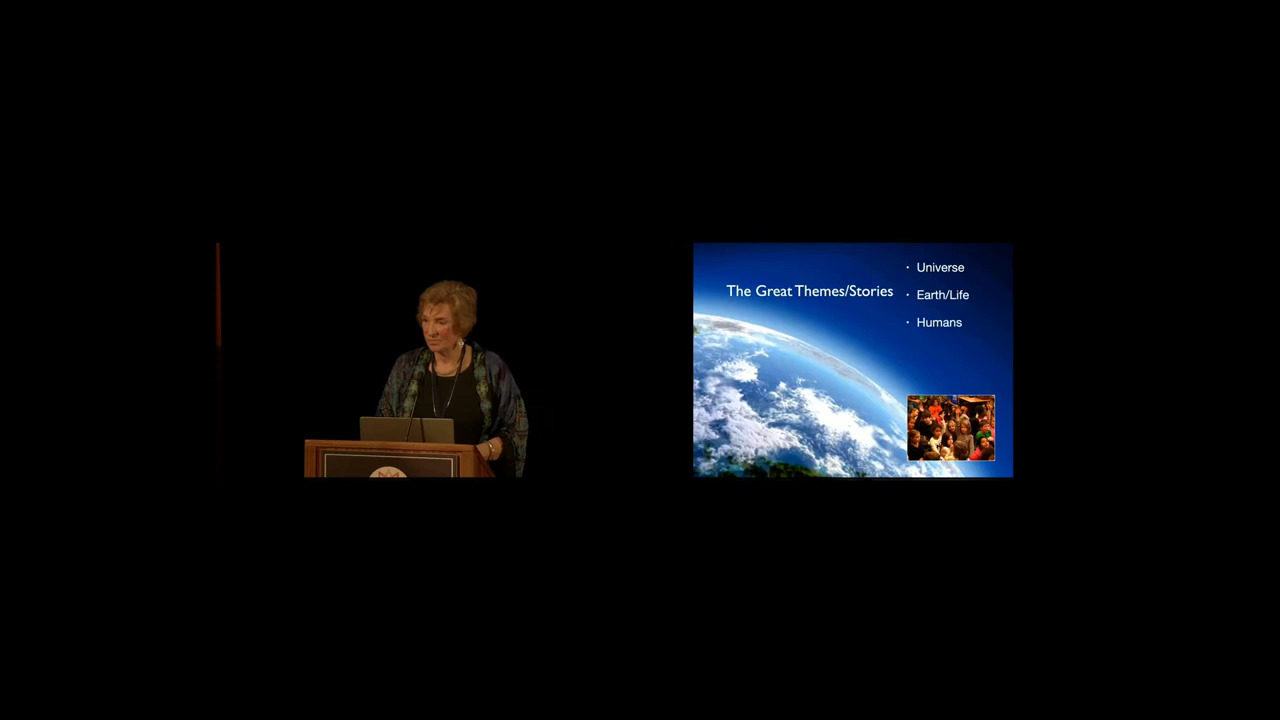 The Great Themes/Stories
• Universe
• Earth/Life
• Humans